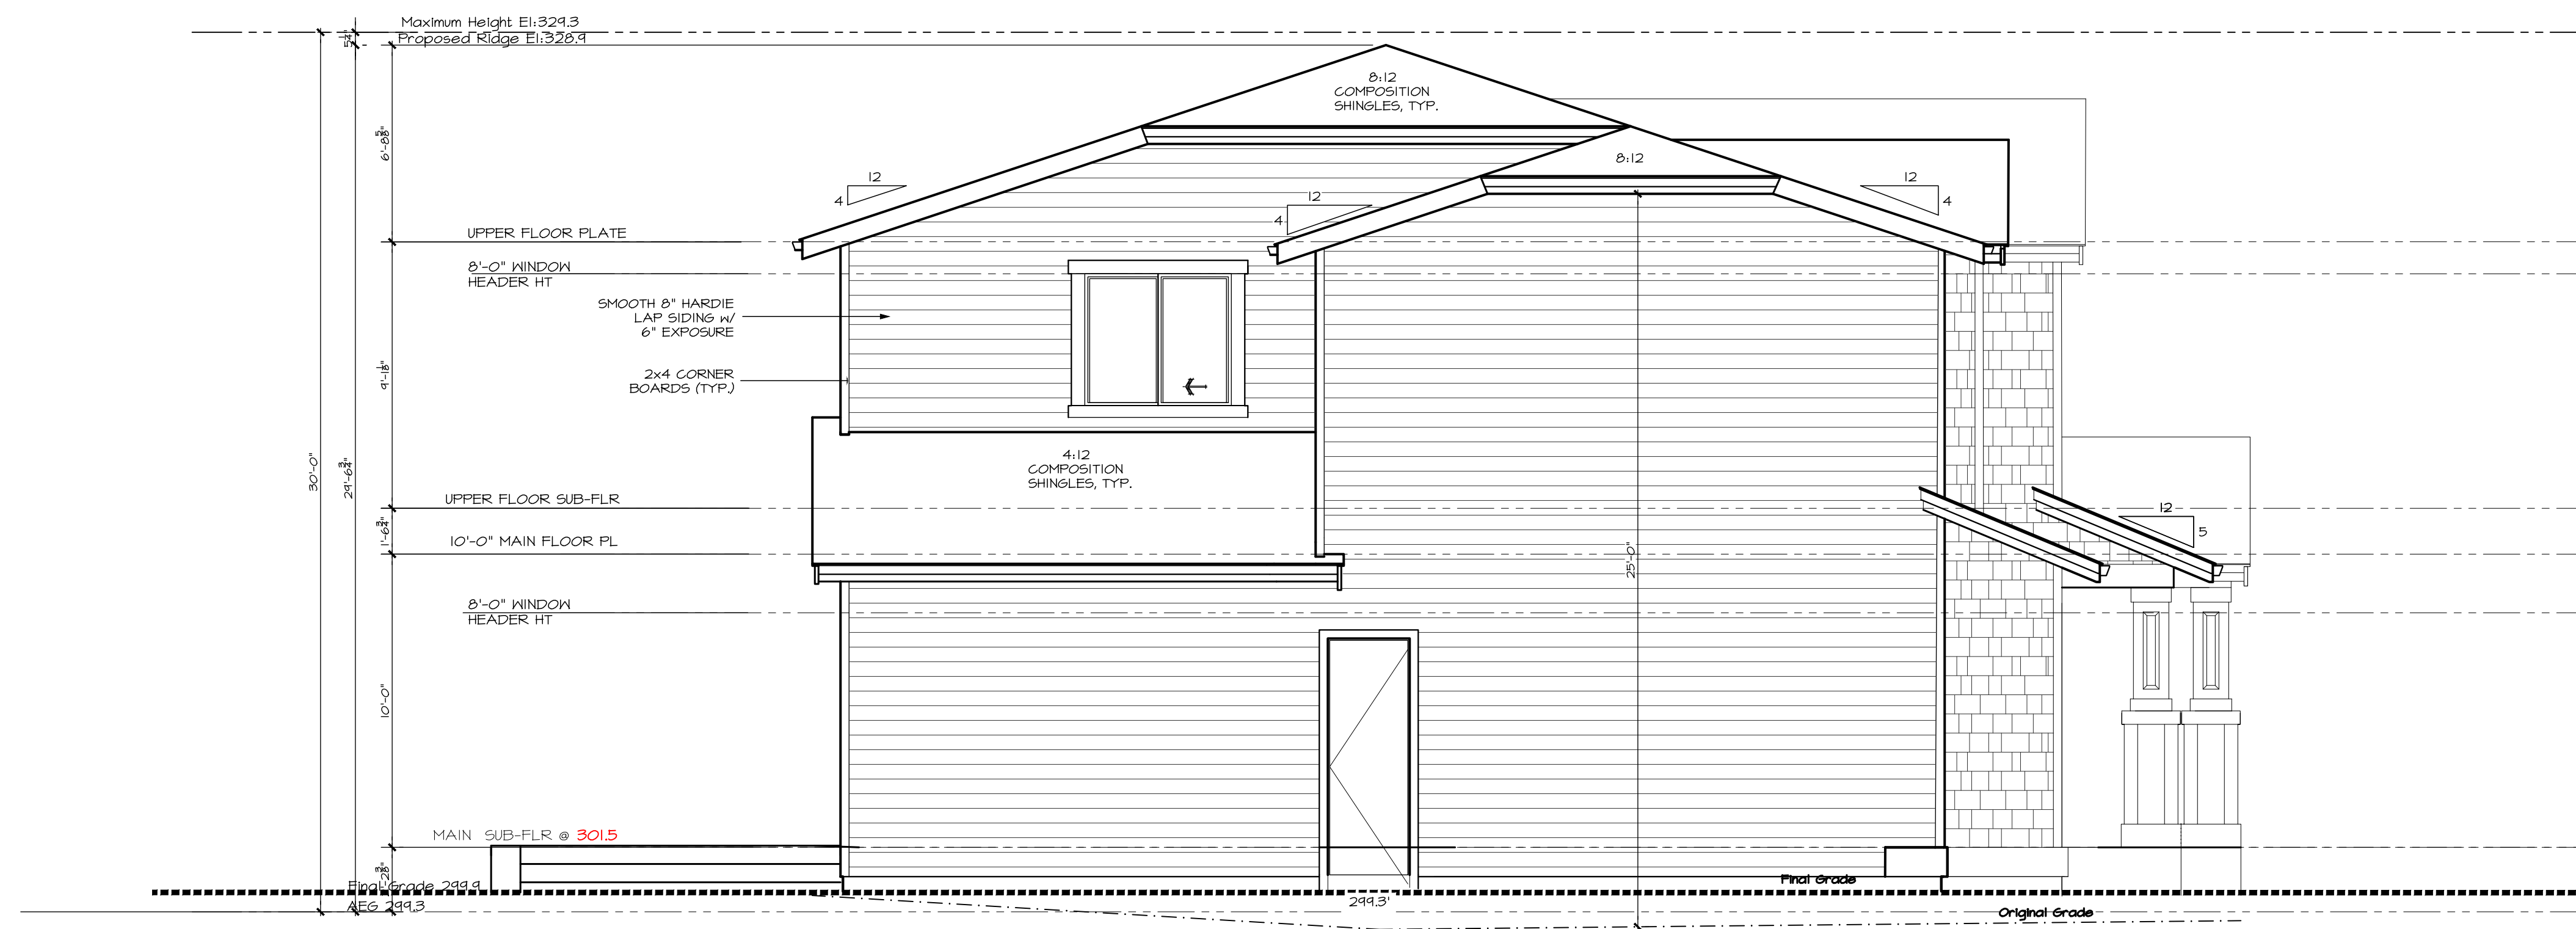 Maximum Height El:329.3
Proposed Ridge El:328.9
8:12
COMPOSITION
SHINGLES, TYP.
8:12
12
4
12
4
12
4
UPPER FLOOR PLATE
8'-0" WINDOW
HEADER HT
SMOOTH 8" HARDIE
LAP SIDING w/
6" EXPOSURE
2x4 CORNER
BOARDS (TYP.)
4:12
COMPOSITION
SHINGLES, TYP.
UPPER FLOOR SUB-FLR
10'-0" MAIN FLOOR PL
12
5
30'-0"
25'-0"
10'-0"
8'-0" WINDOW
HEADER HT
MAIN SUB-FLR @ 301.5
Final Grade 299.9
AEG 299.3
299.3'
Final Grade
Original Grade